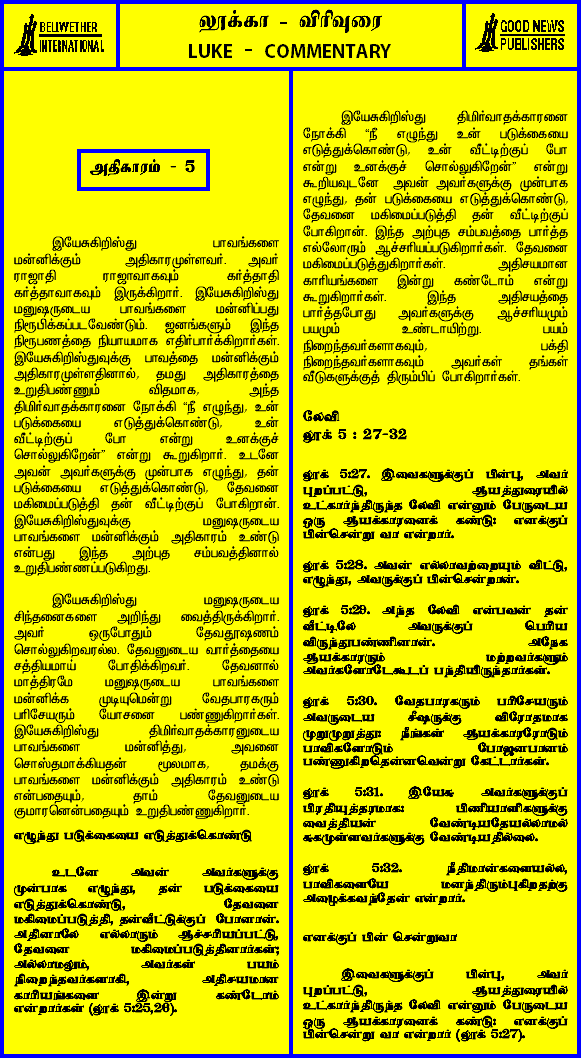 BELLWETHER
INTERNATIONAL
லூக்கா - விரிவுரை
LUKE - COMMENTARY
GOOD NEWS
PUBLISHERS
அதிகாரம் - 5
இயேசுகிறிஸ்து பாவங்களை
மன்னிக்கும் அதிகாரமுள்ளவர். அவர்
ராஜாதி ராஜாவாகவும் கர்த்தாதி
கர்த்தாவாகவும் இருக்கிறார். இயேசுகிறிஸ்து
மனுஷருடைய பாவங்களை மன்னிப்பது
நிரூபிக்கப்படவேண்டும். ஜனங்களும் இந்த
நிரூபணத்தை நியாயமாக எதிர்பார்க்கிறார்கள்.
இயேசுகிறிஸ்துவுக்கு பாவத்தை மன்னிக்கும்
அதிகாரமுள்ளதினால், தமது அதிகாரத்தை
உறுதிபண்ணும் விதமாக, அந்த
திமிர்வாதக்காரனை நோக்கி “நீ எழுந்து, உன்
படுக்கையை எடுத்துக்கொண்டு, உன்
வீட்டிற்குப் போ என்று உனக்குச்
சொல்லுகிறேன்” என்று கூறுகிறார். உடனே
அவன் அவர்களுக்கு முன்பாக எழுந்து, தன்
படுக்கையை எடுத்துக்கொண்டு, தேவனை
மகிமைப்படுத்தி தன் வீட்டிற்குப் போகிறான்.
இயேசுகிறிஸ்துவுக்கு மனுஷருடைய
பாவங்களை மன்னிக்கும் அதிகாரம் உண்டு
என்பது இந்த அற்புத சம்பவத்தினால்
உறுதிபண்ணப்படுகிறது.
இயேசுகிறிஸ்து மனுஷருடைய
சிந்தனைகளை அறிந்து வைத்திருக்கிறார்.
அவர் ஒருபோதும் தேவதூஷணம்
சொல்லுகிறவரல்ல. தேவனுடைய வார்த்தையை
சத்தியமாய் போதிக்கிறவர். தேவனால்
மாத்திரமே மனுஷருடைய பாவங்களை
மன்னிக்க முடியுமென்று வேதபாரகரும்
பரிசேயரும் யோசனை பண்ணுகிறார்கள்.
இயேசுகிறிஸ்து திமிர்வாதக்காரனுடைய
பாவங்களை மன்னித்து, அவனை
சொஸ்தமாக்கியதன் மூலமாக, தமக்கு
பாவங்களை மன்னிக்கும் அதிகாரம் உண்டு
என்பதையும், தாம் தேவனுடைய
குமாரனென்பதையும் உறுதிபண்ணுகிறார்.
எழுந்து படுக்கையை எடுத்துக்கொண்டு
உடனே அவன் அவர்களுக்கு
முன்பாக எழுந்து, தன் படுக்கையை
எடுத்துக்கொண்டு, தேவனை
மகிமைப்படுத்தி, தன்வீட்டுக்குப் போனான்.
அதினாலே எல்லாரும் ஆச்சரியப்பட்டு,
தேவனை மகிமைப்படுத்தினார்கள்;
அல்லாமலும், அவர்கள் பயம்
நிறைந்தவர்களாகி, அதிசயமான
காரியங்களை இன்று கண்டோம்
என்றார்கள் (லூக் 5:25,26).
இயேசுகிறிஸ்து திமிர்வாதக்காரனை
நோக்கி “நீ எழுந்து உன் படுக்கையை
எடுத்துக்கொண்டு, உன் வீட்டிற்குப் போ
என்று உனக்குச் சொல்லுகிறேன்” என்று
கூறியவுடனே அவன் அவர்களுக்கு முன்பாக
எழுந்து, தன் படுக்கையை எடுத்துக்கொண்டு,
தேவனை மகிமைப்படுத்தி தன் வீட்டிற்குப்
போகிறான். இந்த அற்புத சம்பவத்தை பார்த்த
எல்லோரும் ஆச்சரியப்படுகிறார்கள். தேவனை
மகிமைப்படுத்துகிறார்கள். அதிசயமான
காரியங்களை இன்று கண்டோம் என்று
கூறுகிறார்கள். இந்த அதிசயத்தை
பார்த்தபோது அவர்களுக்கு ஆச்சரியமும்
பயமும் உண்டாயிற்று. பயம்
நிறைந்தவர்களாகவும், பக்தி
நிறைந்தவர்களாகவும் அவர்கள் தங்கள்
வீடுகளுக்குத் திரும்பிப் போகிறார்கள்.
லேவி
லூக் 5 : 27-32
லூக் 5:27. இவைகளுக்குப் பின்பு, அவர்
புறப்பட்டு, ஆயத்துறையில்
உட்கார்ந்திருந்த லேவி என்னும் பேருடைய
ஒரு ஆயக்காரனைக் கண்டு: எனக்குப்
பின்சென்று வா என்றார்.
லூக் 5:28. அவன் எல்லாவற்றையும் விட்டு,
எழுந்து, அவருக்குப் பின்சென்றான்.
லூக் 5:29. அந்த லேவி என்பவன் தன்
வீட்டிலே அவருக்குப் பெரிய
விருந்துபண்ணினான். அநேக
ஆயக்காரரும் மற்றவர்களும்
அவர்களோடேகூடப் பந்தியிருந்தார்கள்.
லூக் 5:30. வேதபாரகரும் பரிசேயரும்
அவருடைய சீஷருக்கு விரோதமாக
முறுமுறுத்து: நீங்கள் ஆயக்காரரோடும்
பாவிகளோடும் போஜனபானம்
பண்ணுகிறதென்னவென்று கேட்டார்கள்.
லூக் 5:31. இயேசு அவர்களுக்குப்
பிரதியுத்தரமாக: பிணியாளிகளுக்கு
வைத்தியன் வேண்டியதேயல்லாமல்
சுகமுள்ளவர்களுக்கு வேண்டியதில்லை.
லூக் 5:32. நீதிமான்களையல்ல,
பாவிகளையே மனந்திரும்புகிறதற்கு
அழைக்கவந்தேன் என்றார்.
எனக்குப் பின் சென்றுவா
இவைகளுக்குப் பின்பு, அவர்
புறப்பட்டு, ஆயத்துறையில்
உட்கார்ந்திருந்த லேவி என்னும் பேருடைய
ஒரு ஆயக்காரனைக் கண்டு: எனக்குப்
பின்சென்று வா என்றார் (லூக் 5:27).